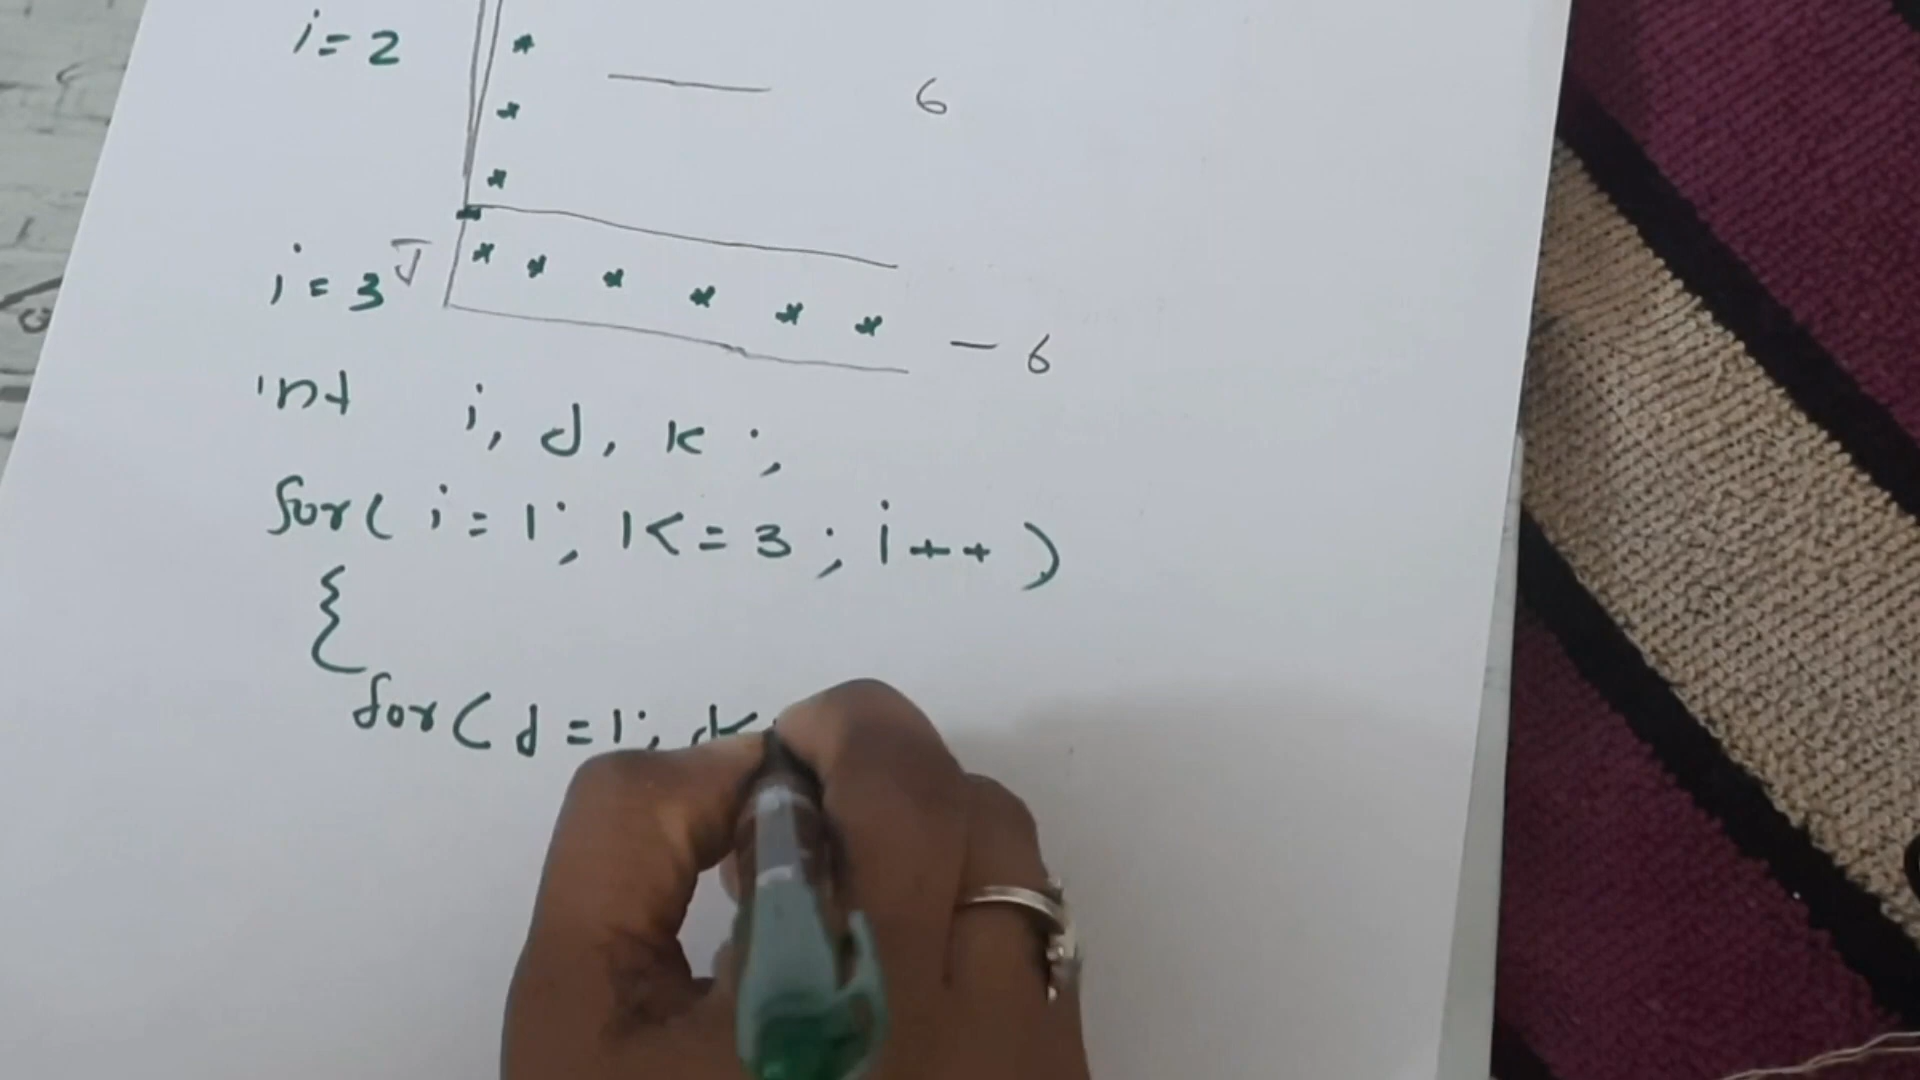 i = 2
* 6
*
*
i = 3 J * * * * * * - 6
int i, J, K ;
for( i = 1; i<= 3 ; i++ )
{
for( J = 1; J<